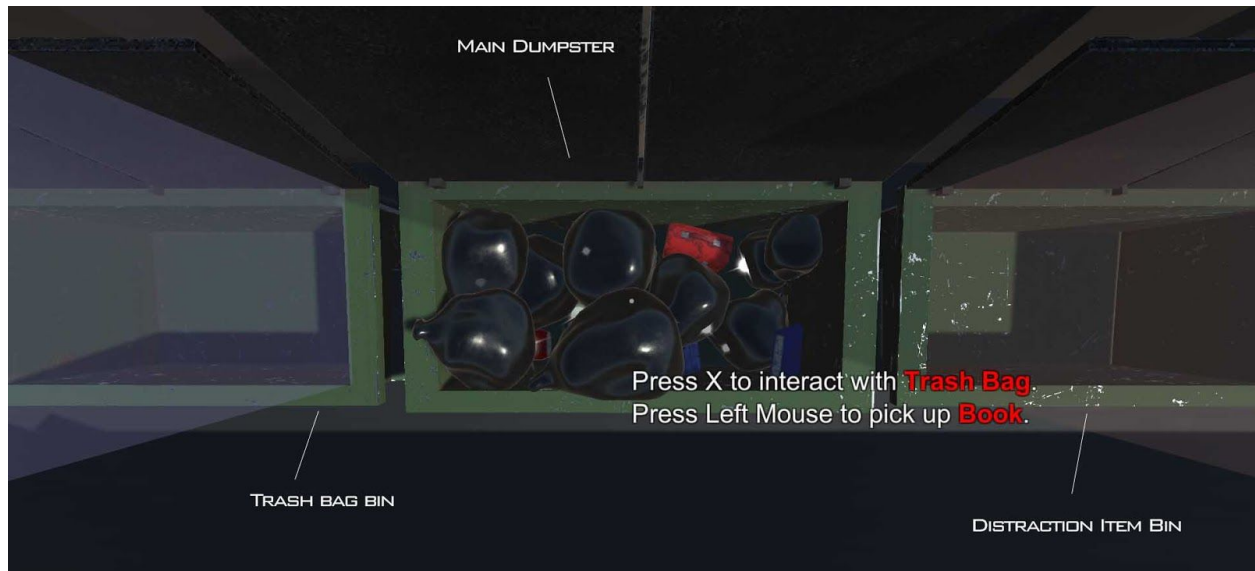 Main Dumpster
Press X to interact with Trash Bag.
Press Left Mouse to pick up Book.
Trash bag bin
Distraction Item Bin